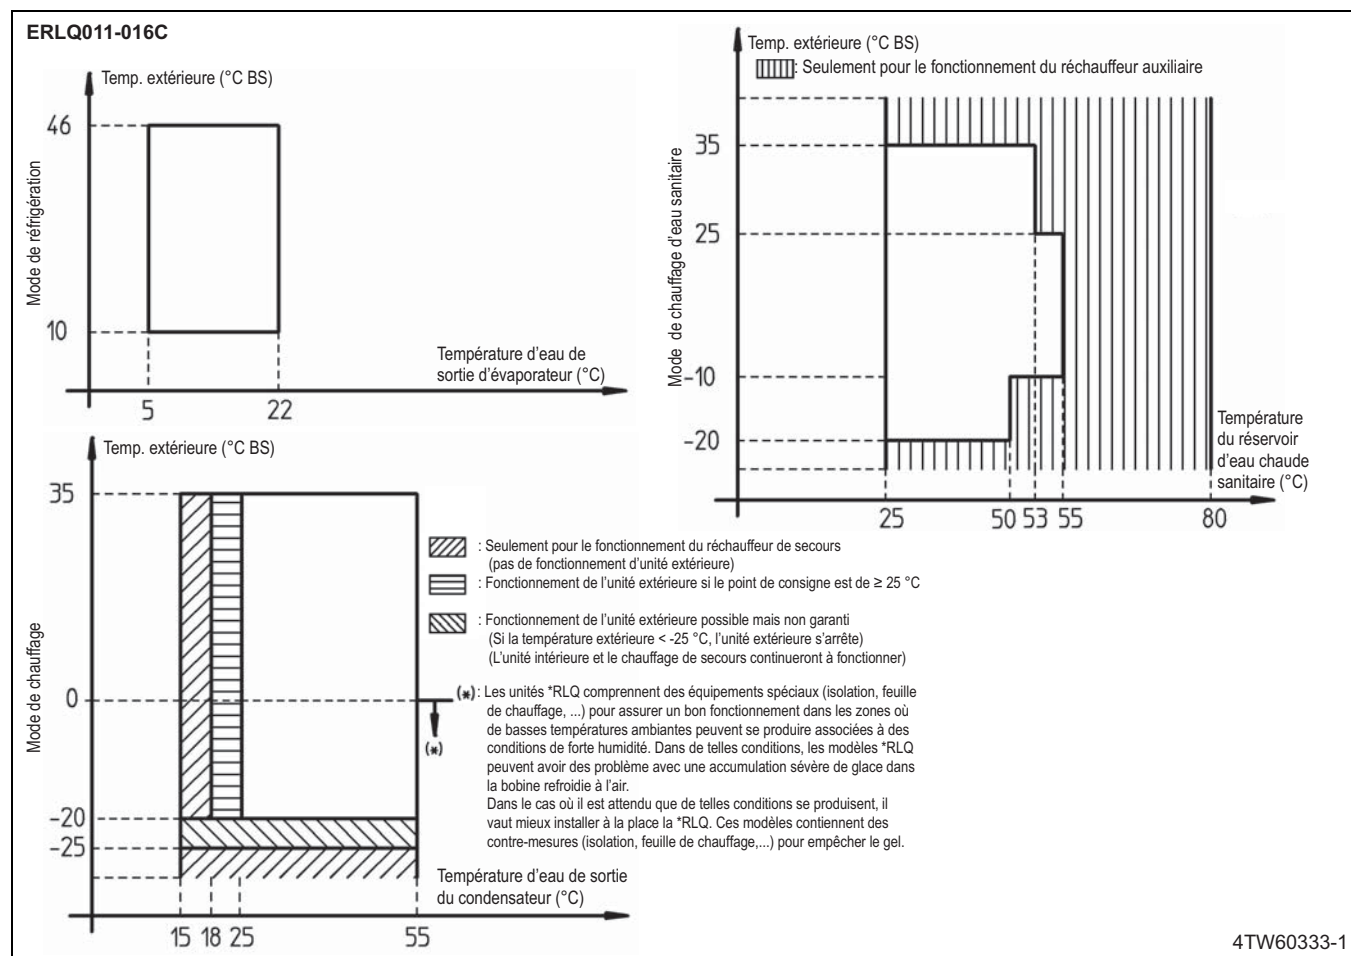 ERLQ011-016C
Temp. extérieure (°C BS)
46
10
Mode de réfrigération
Température d'eau de
sortie d'évaporateur (°C)
5 22
Temp. extérieure (°C BS)
: Seulement pour le fonctionnement du réchauffeur auxiliaire
35
25
-10
-20
Mode de chauffage d'eau sanitaire
Température
du réservoir
d'eau chaude
sanitaire (°C)
25 50 53 55 80
Temp. extérieure (°C BS)
35
0
-20
-25
Mode de chauffage
: Seulement pour le fonctionnement du réchauffeur de secours
(pas de fonctionnement d'unité extérieure)
: Fonctionnement de l'unité extérieure si le point de consigne est de ≥ 25 °C
: Fonctionnement de l'unité extérieure possible mais non garanti
(Si la température extérieure < -25 °C, l'unité extérieure s'arrête)
(L'unité intérieure et le chauffage de secours continueront à fonctionner)
(*)
(*): Les unités *RLQ comprennent des équipements spéciaux (isolation, feuille
de chauffage, ...) pour assurer un bon fonctionnement dans les zones où
de basses températures ambiantes peuvent se produire associées à des
conditions de forte humidité. Dans de telles conditions, les modèles *RLQ
peuvent avoir des problème avec une accumulation sévère de glace dans
la bobine refroidie à l'air.
Dans le cas où il est attendu que de telles conditions se produisent, il
vaut mieux installer à la place la *RLQ. Ces modèles contiennent des
contre-mesures (isolation, feuille de chauffage,...) pour empêcher le gel.
Température d'eau de sortie
du condensateur (°C)
15 18 25 55
4TW60333-1